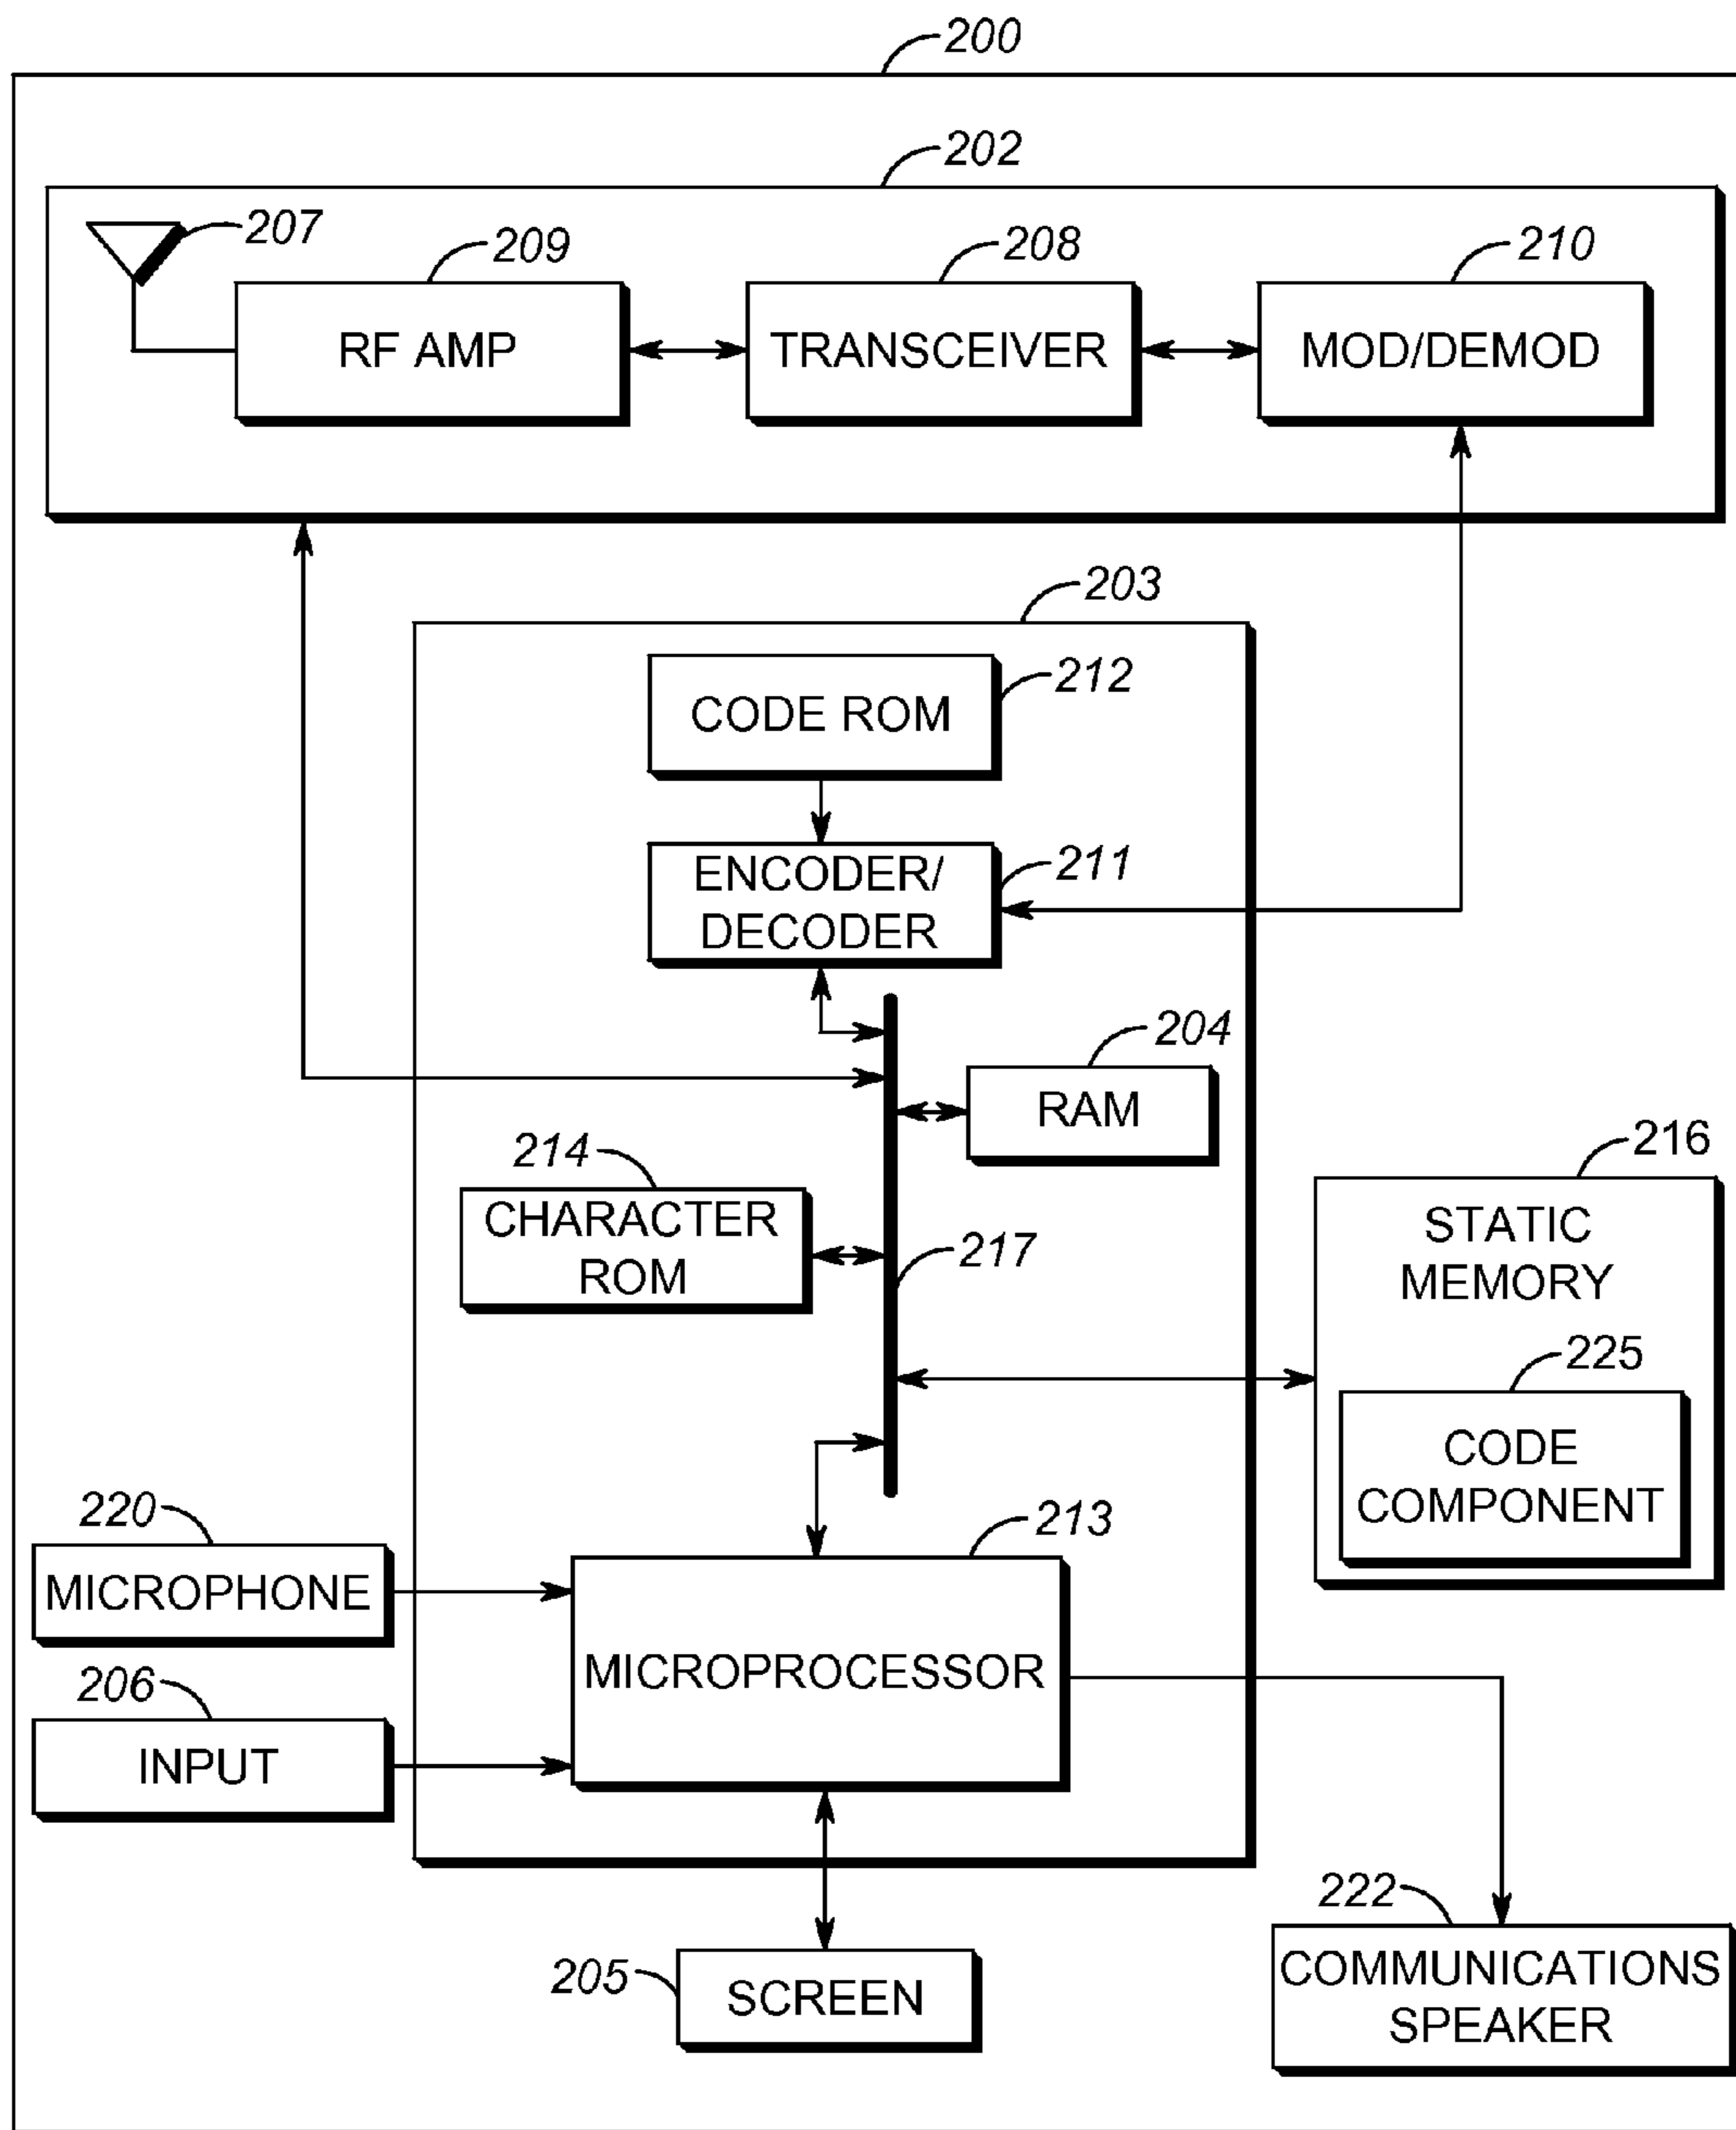 200
202
207
209
208
210
RF AMP
TRANSCEIVER
MOD/DEMOD
203
212
CODE ROM
211
ENCODER/
DECODER
204
RAM
214
CHARACTER
ROM
217
216
STATIC
MEMORY
225
CODE
COMPONENT
220
MICROPHONE
213
MICROPROCESSOR
206
INPUT
222
COMMUNICATIONS
SPEAKER
205
SCREEN